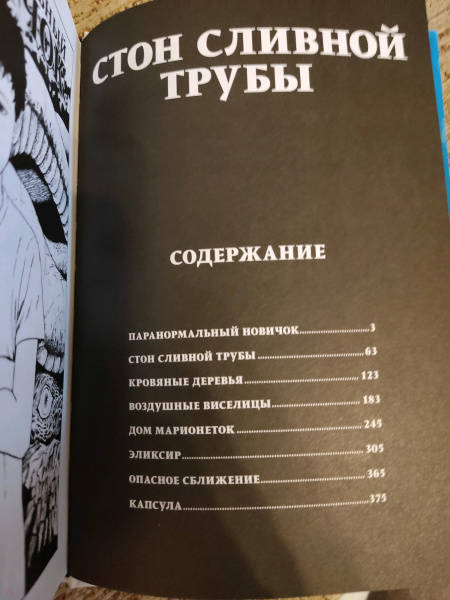 СТОН СЛИВНОЙ
ТРУБЫ
СОДЕРЖАНИЕ
ПАРАНОРМАЛЬНЫЙ НОВИЧОК 3
СТОН СЛИВНОЙ ТРУБЫ 63
КРОВЯНЫЕ ДЕРЕВЬЯ 123
ВОЗДУШНЫЕ ВИСЕЛИЦЫ 183
ДОМ МАРИОНЕТОК 245
ЭЛИКСИР 305
ОПАСНОЕ СБЛИЖЕНИЕ 365
КАПСУЛА 375